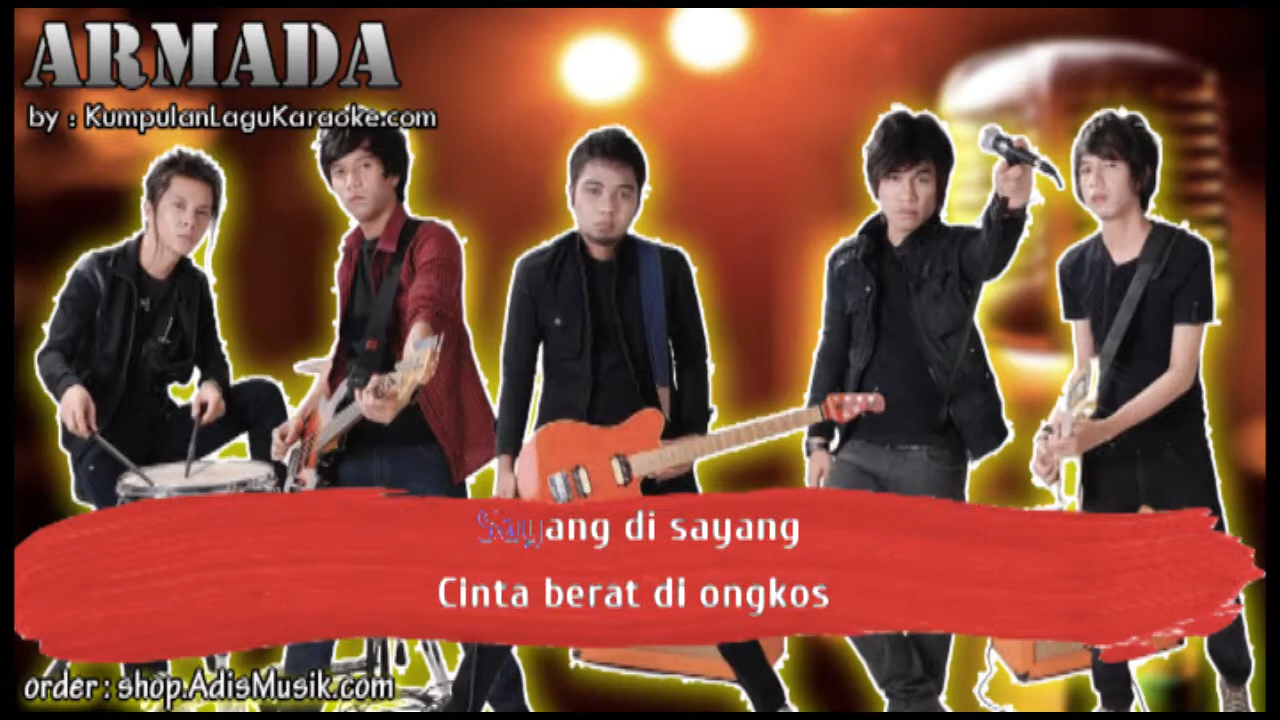 ARMADA
by : KumpulanLaguKaraoke.com
Sayang di sayang
Cinta berat di ongkos
order : shop.AdisMusik.com